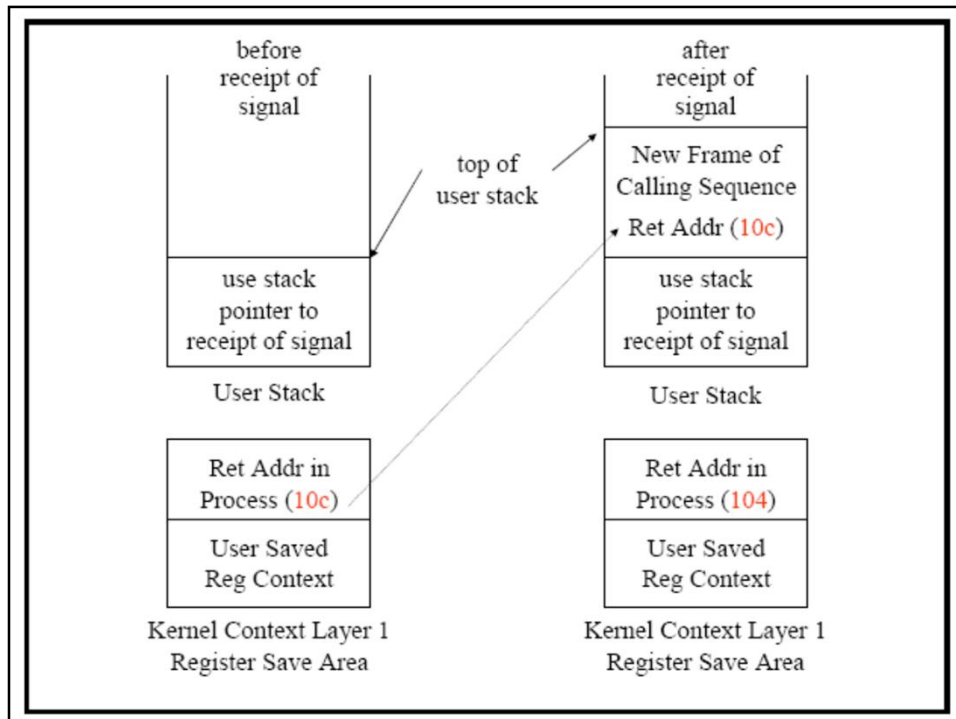 before
receipt of
signal
use stack
pointer to
receipt of signal
User Stack
Ret Addr in
Process (10c)
User Saved
Reg Context
Kernel Context Layer 1
Register Save Area
top of
user stack
after
receipt of
signal
New Frame of
Calling Sequence
Ret Addr (10c)
use stack
pointer to
receipt of signal
User Stack
Ret Addr in
Process (104)
User Saved
Reg Context
Kernel Context Layer 1
Register Save Area